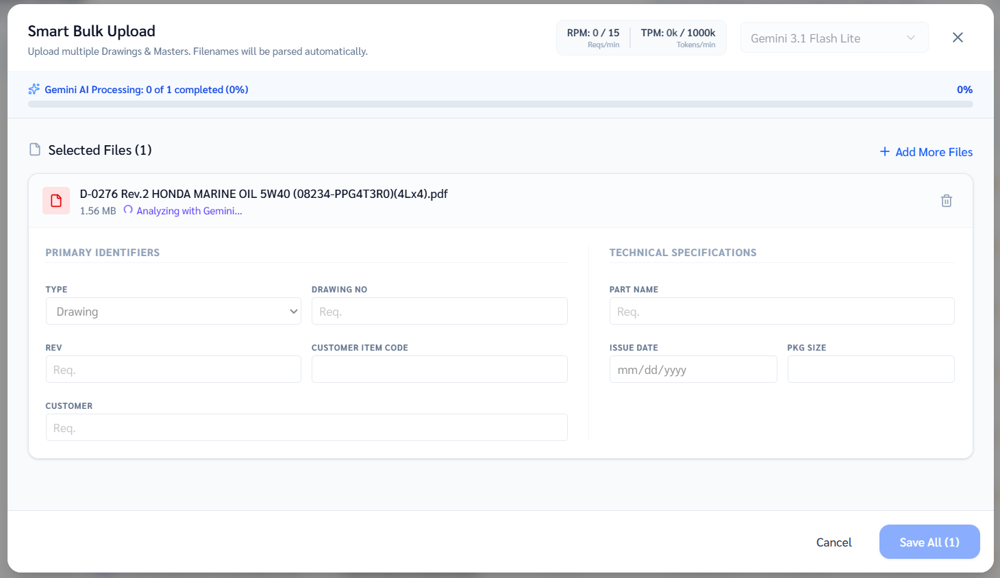 Smart Bulk Upload
Upload multiple Drawings & Masters. Filenames will be parsed automatically.
RPM: 0 / 15
Reqs/min
TPM: 0k / 1000k
Tokens/min
Gemini 3.1 Flash Lite
Gemini AI Processing: 0 of 1 completed (0%)
0%
Selected Files (1)
Add More Files
D-0276 Rev.2 HONDA MARINE OIL 5W40 (08234-PPG4T3R0)(4Lx4).pdf
1.56 MB Analyzing with Gemini...
PRIMARY IDENTIFIERS
TYPE
Drawing
DRAWING NO
Req.
REV
Req.
CUSTOMER ITEM CODE
CUSTOMER
Req.
TECHNICAL SPECIFICATIONS
PART NAME
Req.
ISSUE DATE
mm/dd/yyyy
PKG SIZE
Cancel
Save All (1)